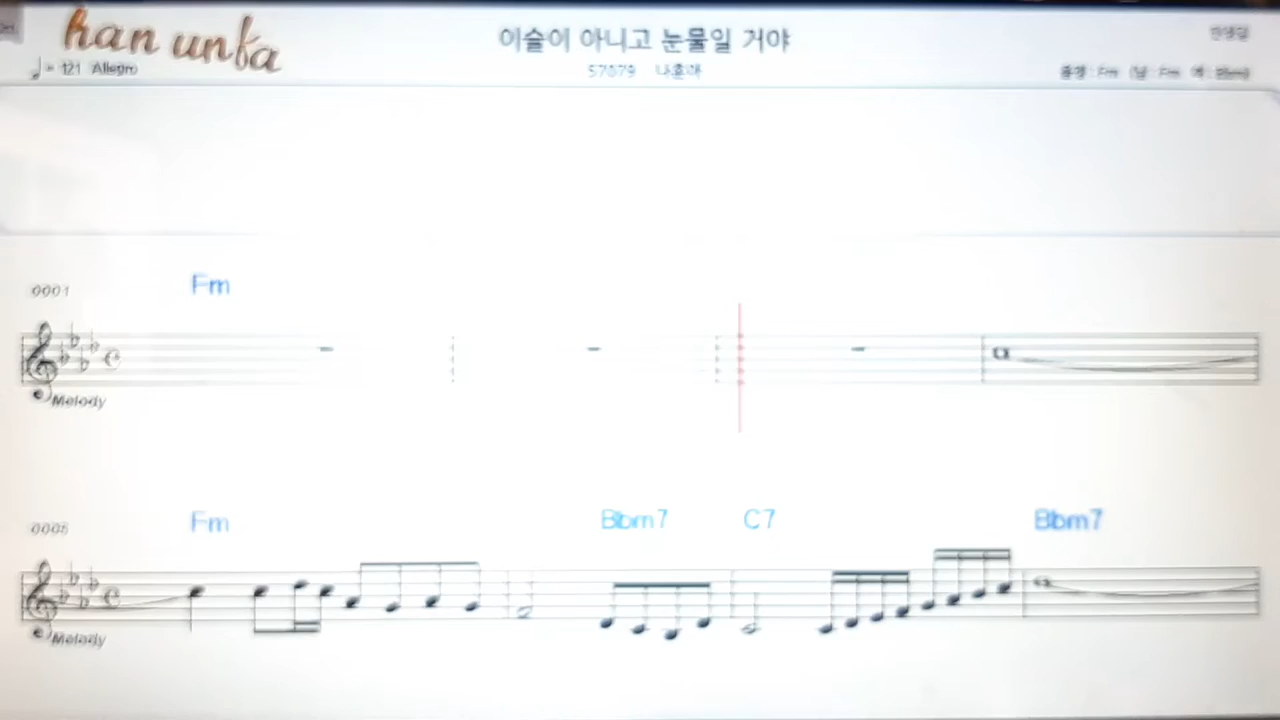 han unfa
이슬이 아니고 눈물일 거야
♩= 121 Allegro
57079 나훈아
0001
Fm
Melody
0005
Fm Bbm7 C7 Bbm7
Melody